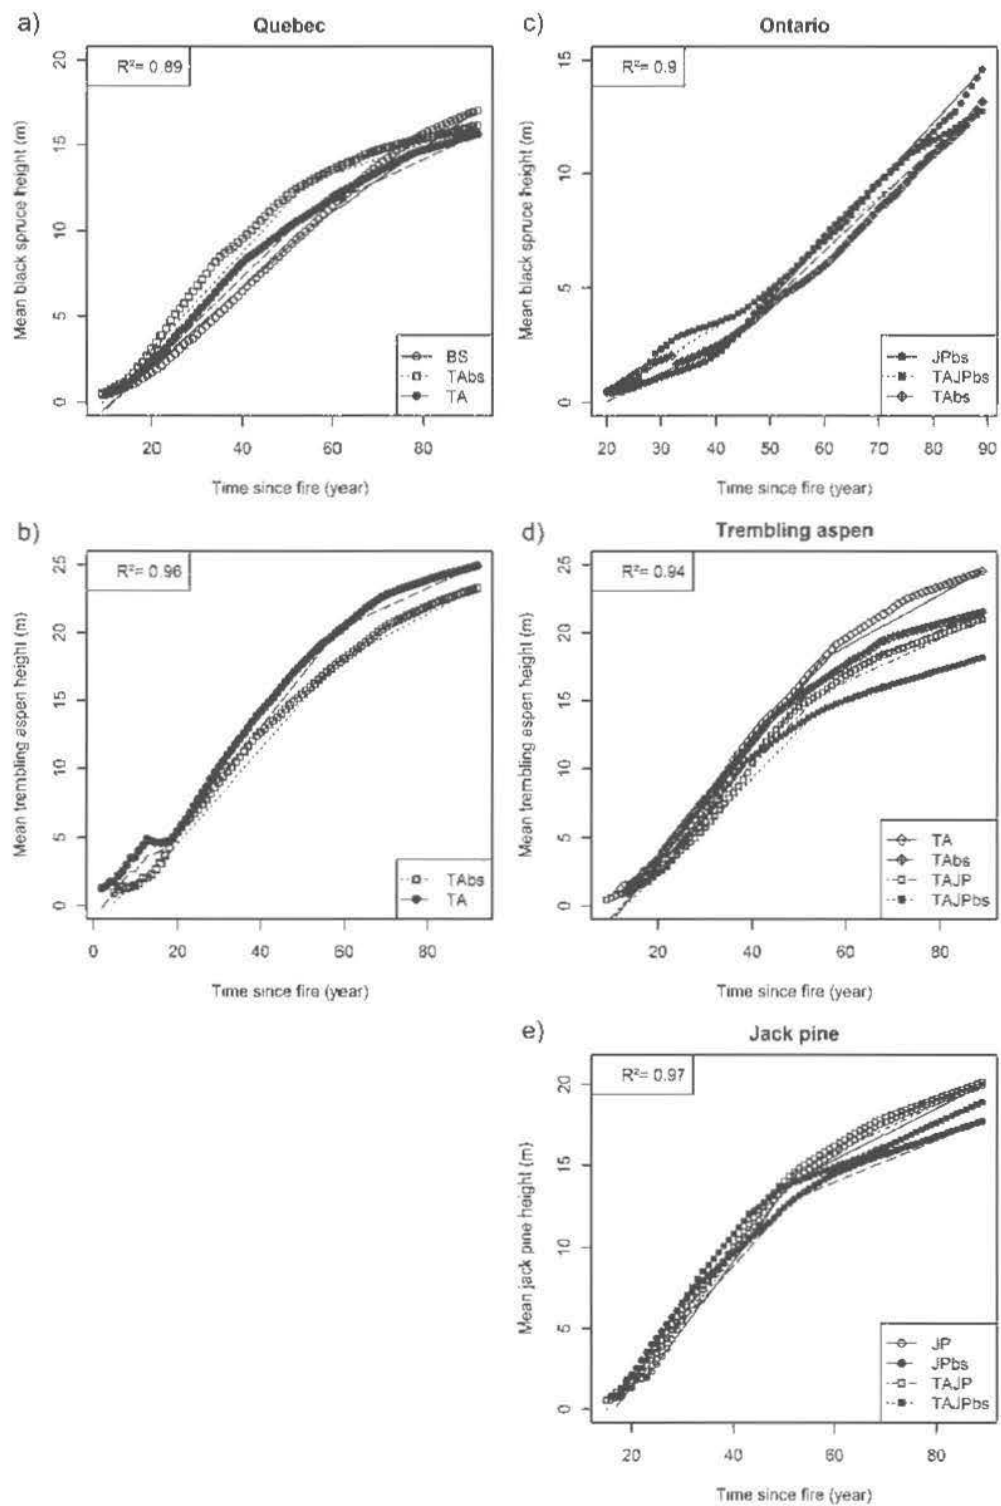 a)
Quebec
R²= 0.89
Mean black spruce height (m)
0
5
10
15
20
BS
TAbs
TA
20 40 60 80
Time since fire (year)
c)
Ontario
R²= 0.9
Mean black spruce height (m)
0
5
10
15
JPbs
TAJPbs
TAbs
20 30 40 50 60 70 80 90
Time since fire (year)
b)
R²= 0.96
Mean trembling aspen height (m)
0
5
10
15
20
25
TAbs
TA
0 20 40 60 80
Time since fire (year)
d)
Trembling aspen
R²= 0.94
Mean trembling aspen height (m)
0
5
10
15
20
25
TA
TAbs
TAJP
TAJPbs
20 40 60 80
Time since fire (year)
e)
Jack pine
R²= 0.97
Mean jack pine height (m)
0
5
10
15
20
JP
JPbs
TAJP
TAJPbs
20 40 60 80
Time since fire (year)